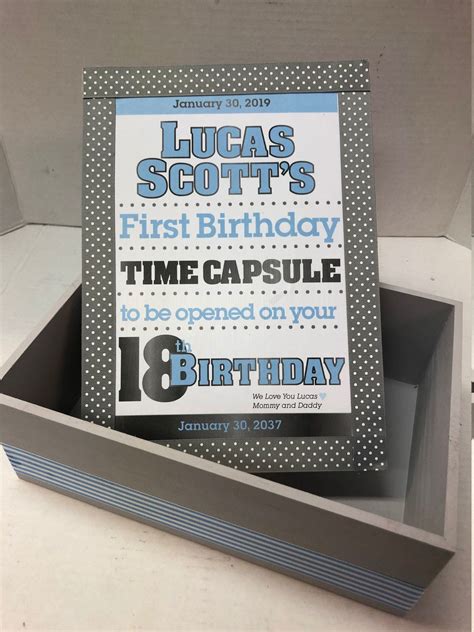 January 30, 2019
LUCAS
SCOTT'S
First Birthday
TIME CAPSULE
to be opened on your
18th BIRTHDAY
We Love You Lucas
Mommy and Daddy
January 30, 2037